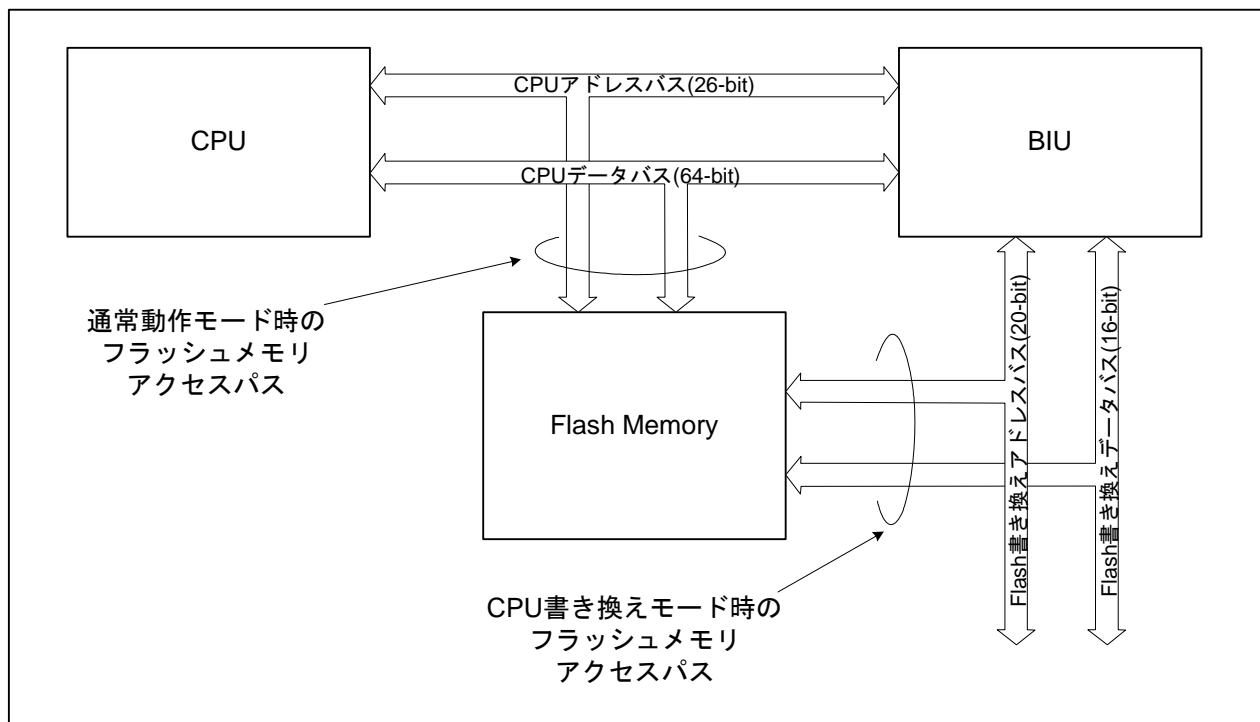 CPUアドレスバス(26-bit)
CPU
BIU
CPUデータバス(64-bit)
通常動作モード時の
フラッシュメモリ
アクセスパス
Flash Memory
Flash書き換えアドレスバス(20-bit)
Flash書き換えデータバス(16-bit)
CPU書き換えモード時の
フラッシュメモリ
アクセスパス